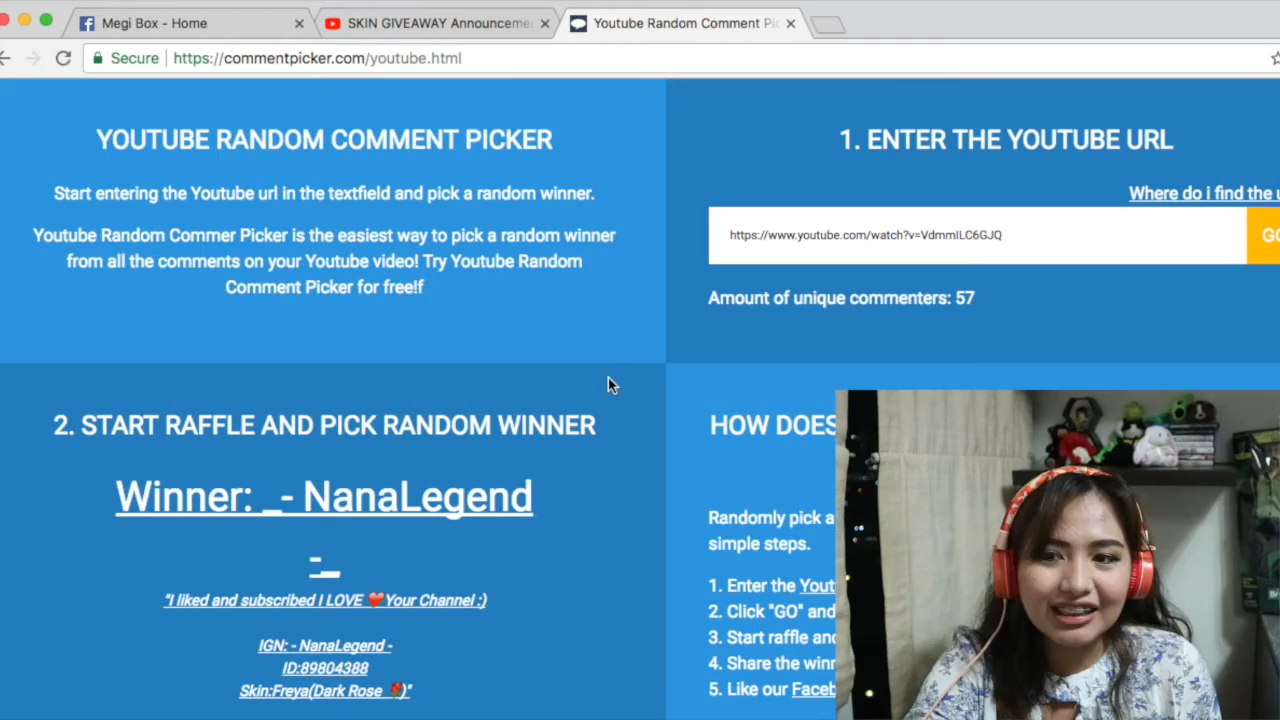 Megi Box - Home
SKIN GIVEAWAY Announceme
Youtube Random Comment Pic
Secure
https://commentpicker.com/youtube.html
YOUTUBE RANDOM COMMENT PICKER
Start entering the Youtube url in the textfield and pick a random winner.
Youtube Random Commer Picker is the easiest way to pick a random winner
from all the comments on your Youtube video! Try Youtube Random
Comment Picker for free!f
1. ENTER THE YOUTUBE URL
Where do i find the u
https://www.youtube.com/watch?v=VdmmlLC6GJQ
GO
Amount of unique commenters: 57
2. START RAFFLE AND PICK RANDOM WINNER
Winner: _- NanaLegend
-_
"I liked and subscribed I LOVE ❤️Your Channel :)
IGN: - NanaLegend -
ID:89804388
Skin:Freya(Dark Rose 🌹)"
HOW DOES
Randomly pick a
simple steps.
1. Enter the Yout
2. Click "GO" and
3. Start raffle and
4. Share the winn
5. Like our Faceb